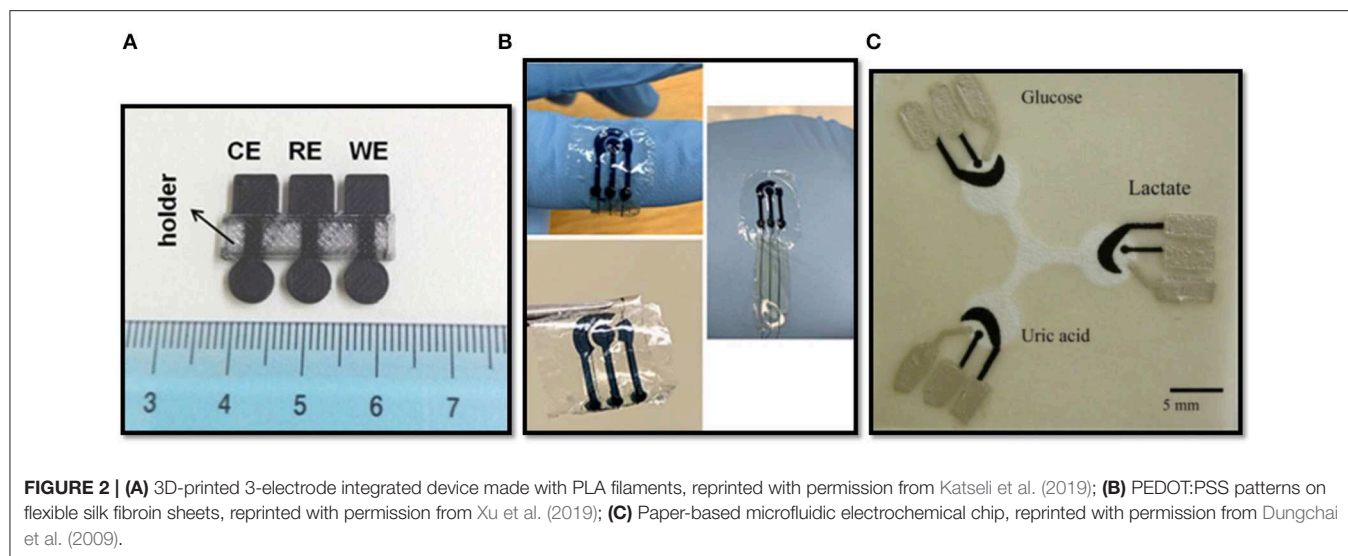 A
B
C
CE RE WE
holder
3 4 5 6 7
Glucose
Lactate
Uric acid
5 mm
FIGURE 2 | (A) 3D-printed 3-electrode integrated device made with PLA filaments, reprinted with permission from Katseli et al. (2019); (B) PEDOT:PSS patterns on
flexible silk fibroin sheets, reprinted with permission from Xu et al. (2019); (C) Paper-based microfluidic electrochemical chip, reprinted with permission from Dungchai
et al. (2009).